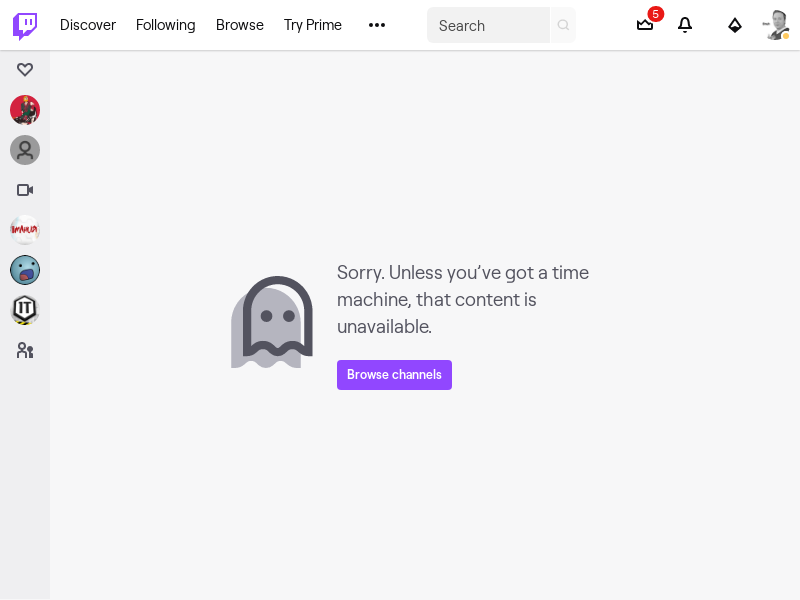 Discover Following Browse Try Prime Search 5
Sorry. Unless you’ve got a time
machine, that content is
unavailable.
Browse channels
IT